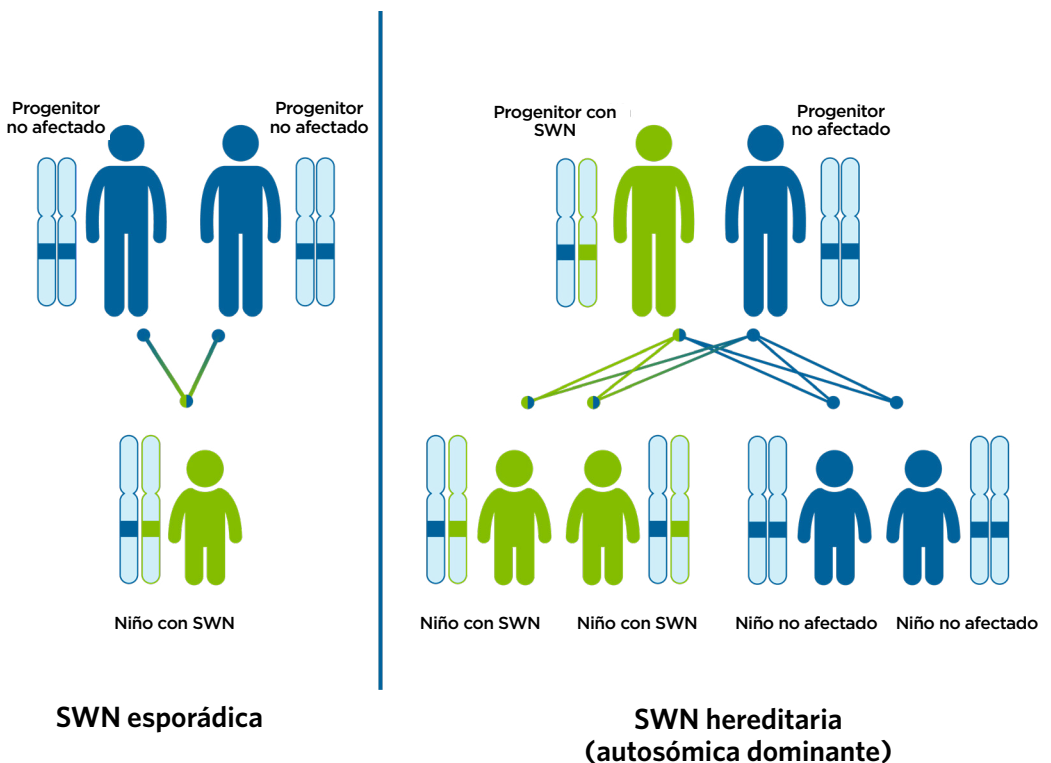 Progenitor
no afectado
Progenitor
no afectado
Niño con SWN
SWN esporádica
Progenitor con
SWN
Progenitor
no afectado
Niño con SWN
Niño con SWN
Niño no afectado
Niño no afectado
SWN hereditaria
(autosómica dominante)